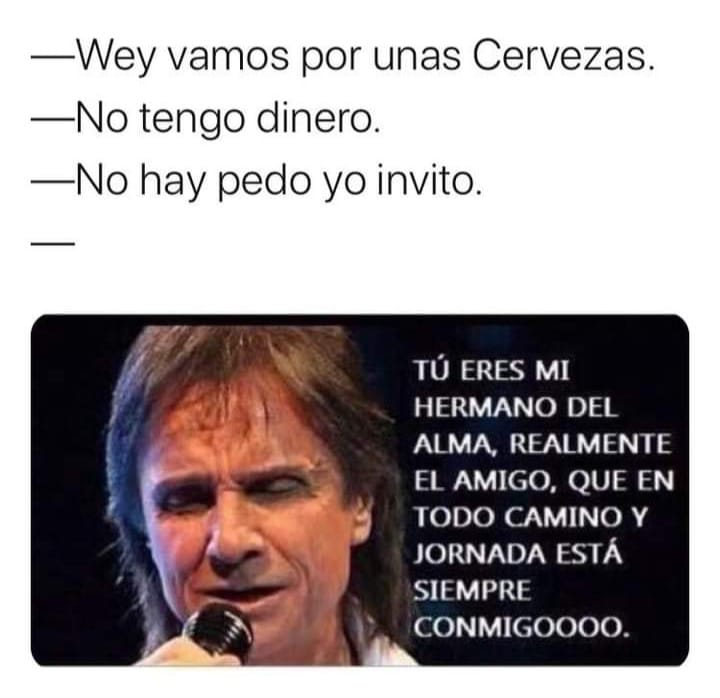 —Wey vamos por unas Cervezas.
—No tengo dinero.
—No hay pedo yo invito.
—
TÚ ERES MI
HERMANO DEL
ALMA, REALMENTE
EL AMIGO, QUE EN
TODO CAMINO Y
JORNADA ESTÁ
SIEMPRE
CONMIGOOOO.